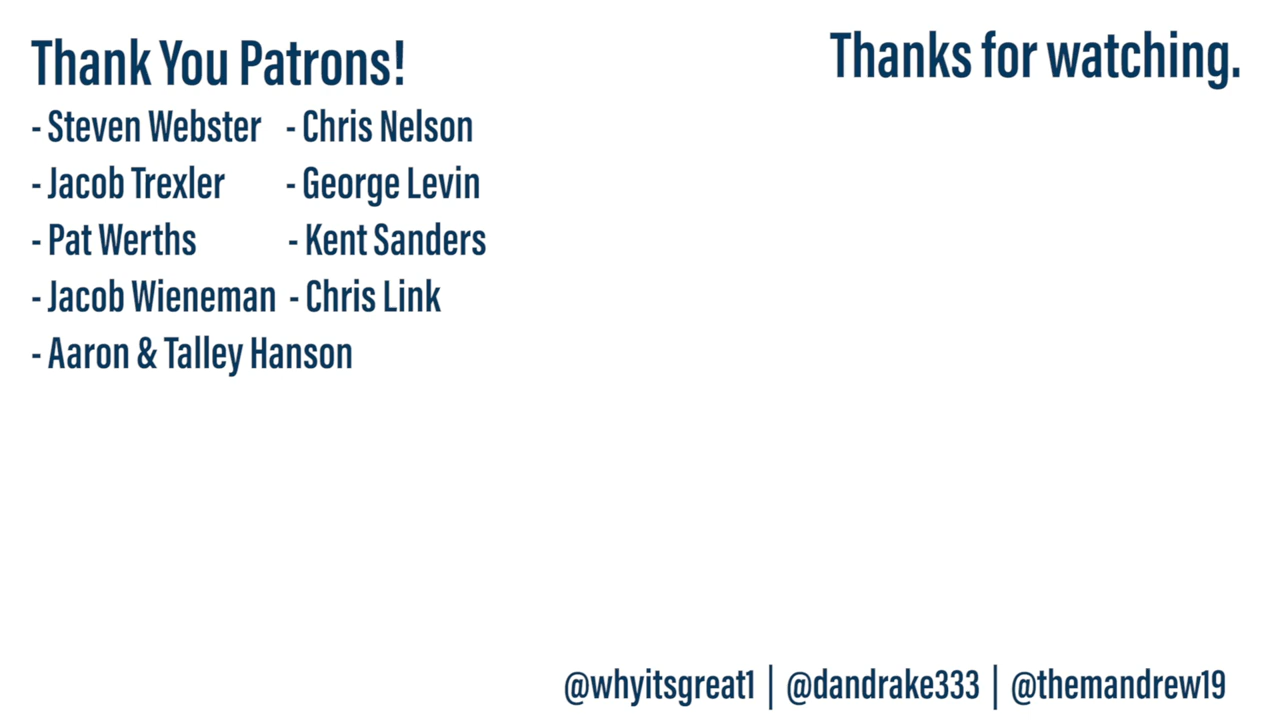 Thank You Patrons!
- Steven Webster - Chris Nelson
- Jacob Trexler - George Levin
- Pat Werths - Kent Sanders
- Jacob Wieneman - Chris Link
- Aaron & Talley Hanson
Thanks for watching.
@whyitsgreat1 | @dandrake333 | @themandrew19